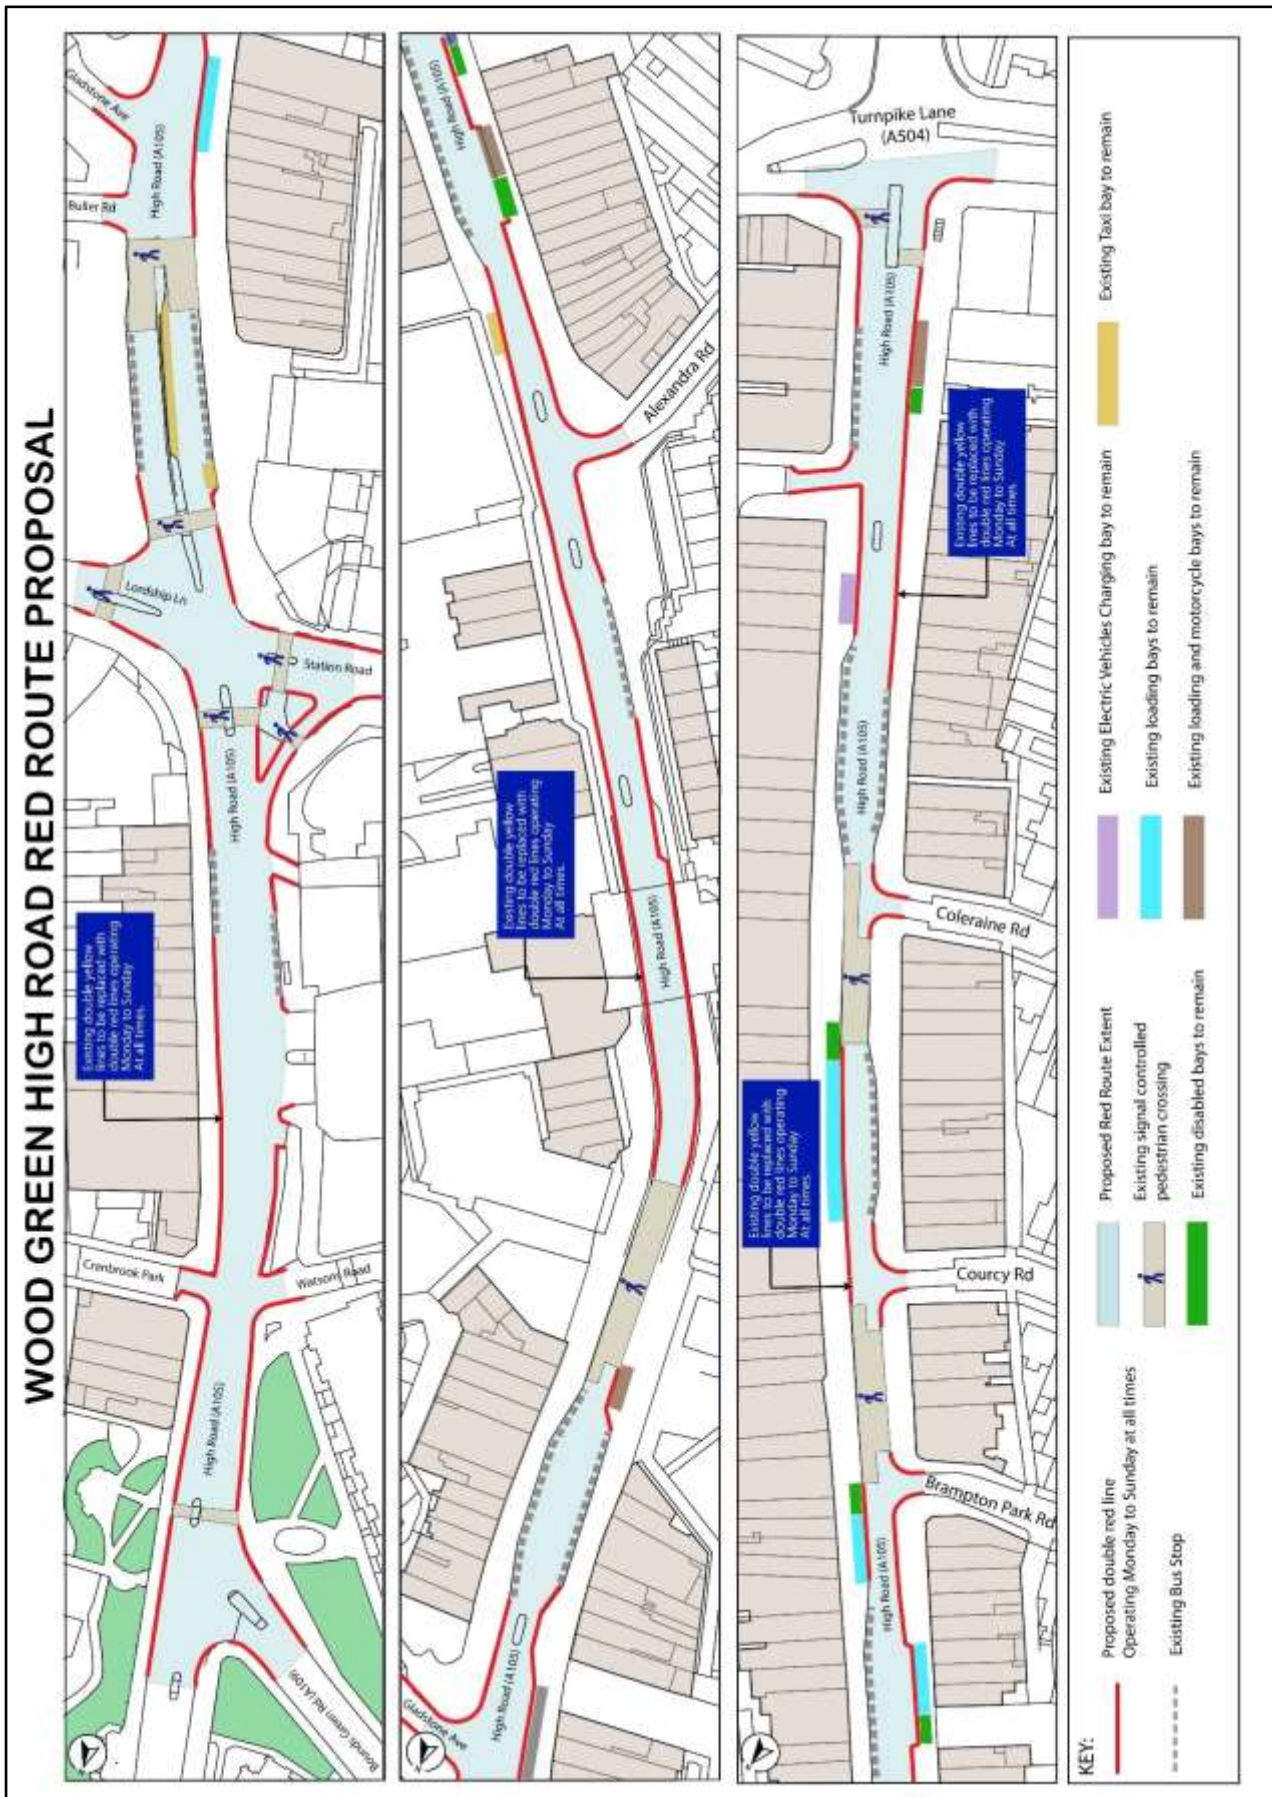 WOOD GREEN HIGH ROAD RED ROUTE PROPOSAL
Bounds Green Rd (A109)
High Road (A105)
Cranbrook Park
Watsons Road
Existing double yellow
lines to be replaced with
double red lines operating
Monday to Sunday
At all times.
High Road (A105)
Station Road
Lordship Ln
Buller Rd
High Road (A105)
Gladstone Ave
Gladstone Ave
High Road (A105)
High Road (A105)
Existing double yellow
lines to be replaced with
double red lines operating
Monday to Sunday
At all times.
Alexandra Rd
High Road (A105)
High Road (A105)
Brampton Park Rd
Courcy Rd
Existing double yellow
lines to be replaced with
double red lines operating
Monday to Sunday
At all times.
Coleraine Rd
High Road (A105)
Existing double yellow
lines to be replaced with
double red lines operating
Monday to Sunday
At all times.
High Road (A105)
Turnpike Lane
(A504)
KEY:
Proposed double red line
Operating Monday to Sunday at all times
Existing Bus Stop
Proposed Red Route Extent
Existing signal controlled
pedestrian crossing
Existing disabled bays to remain
Existing Electric Vehicles Charging bay to remain
Existing loading bays to remain
Existing loading and motorcycle bays to remain
Existing Taxi bay to remain